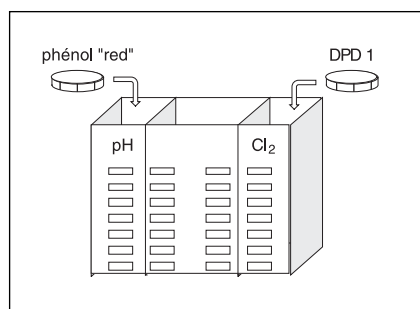 phénol "red"
DPD 1
pH
Cl₂